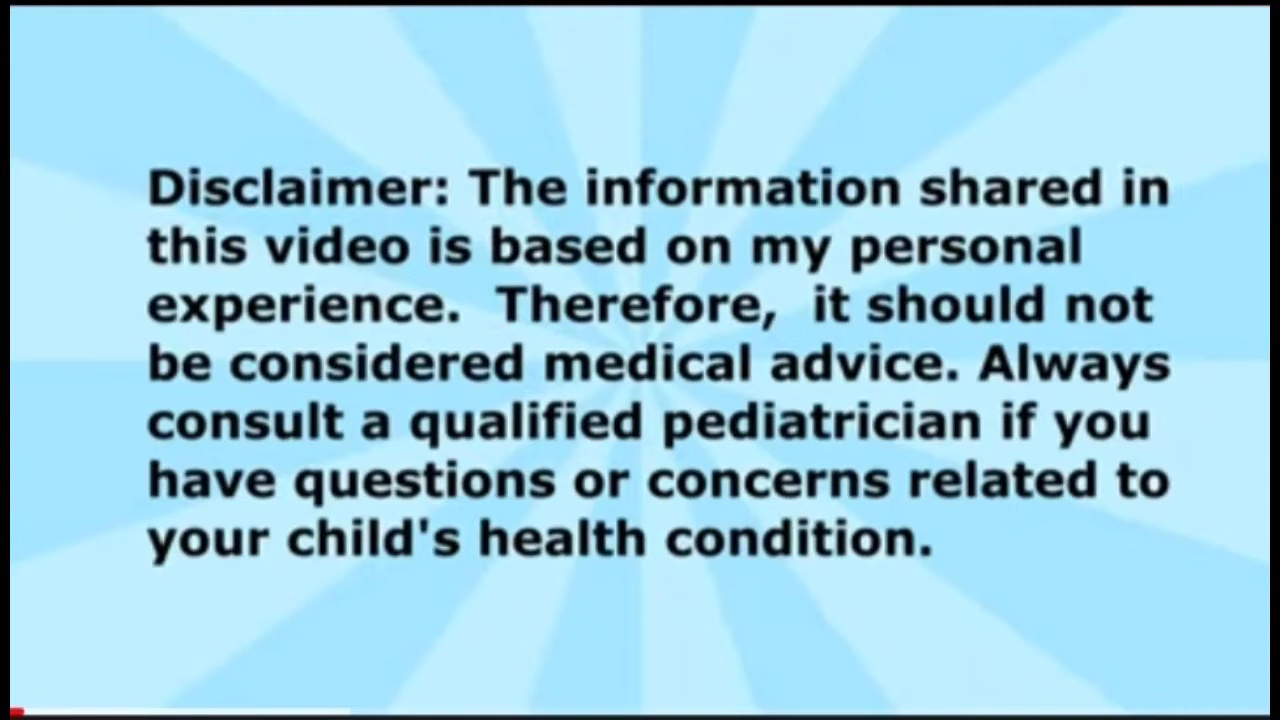 Disclaimer: The information shared in
this video is based on my personal
experience.  Therefore,  it should not
be considered medical advice. Always
consult a qualified pediatrician if you
have questions or concerns related to
your child's health condition.